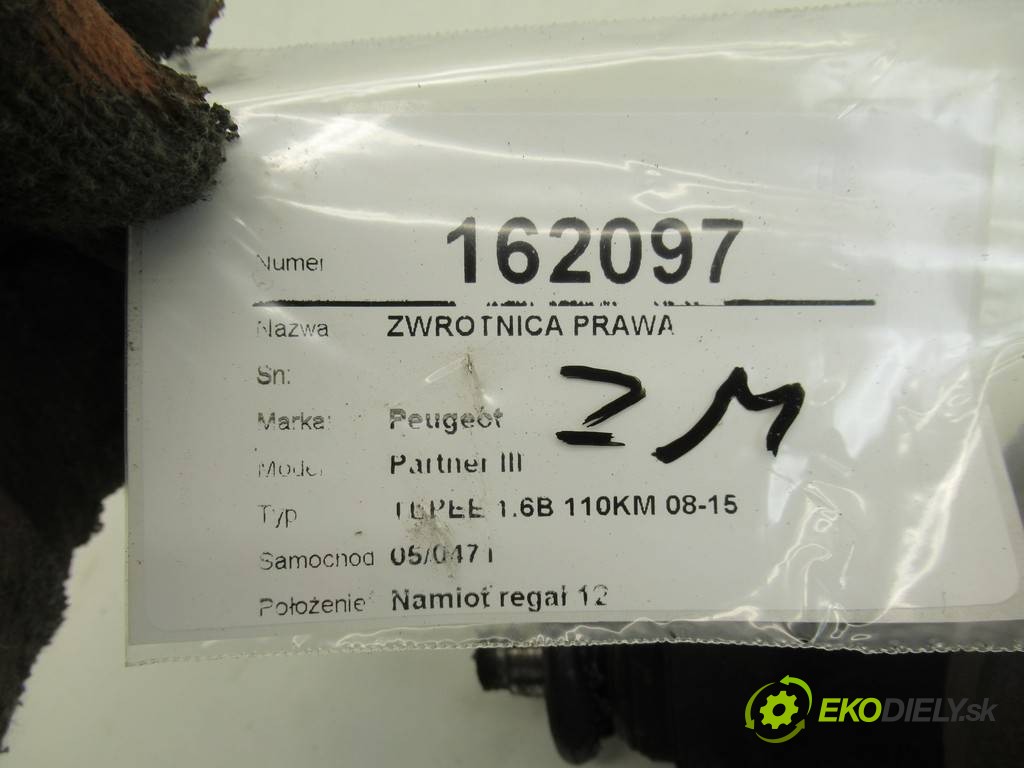 Numer 162097
Nazwa ZWROTNICA PRAWA
Sn:
Marka: Peugeot
Model Partner III
Typ TEPEE 1.6B 110KM 08-15
Samochod 05/0471
Położenie Namiot regał 12
ZM
EKODIELY.sk